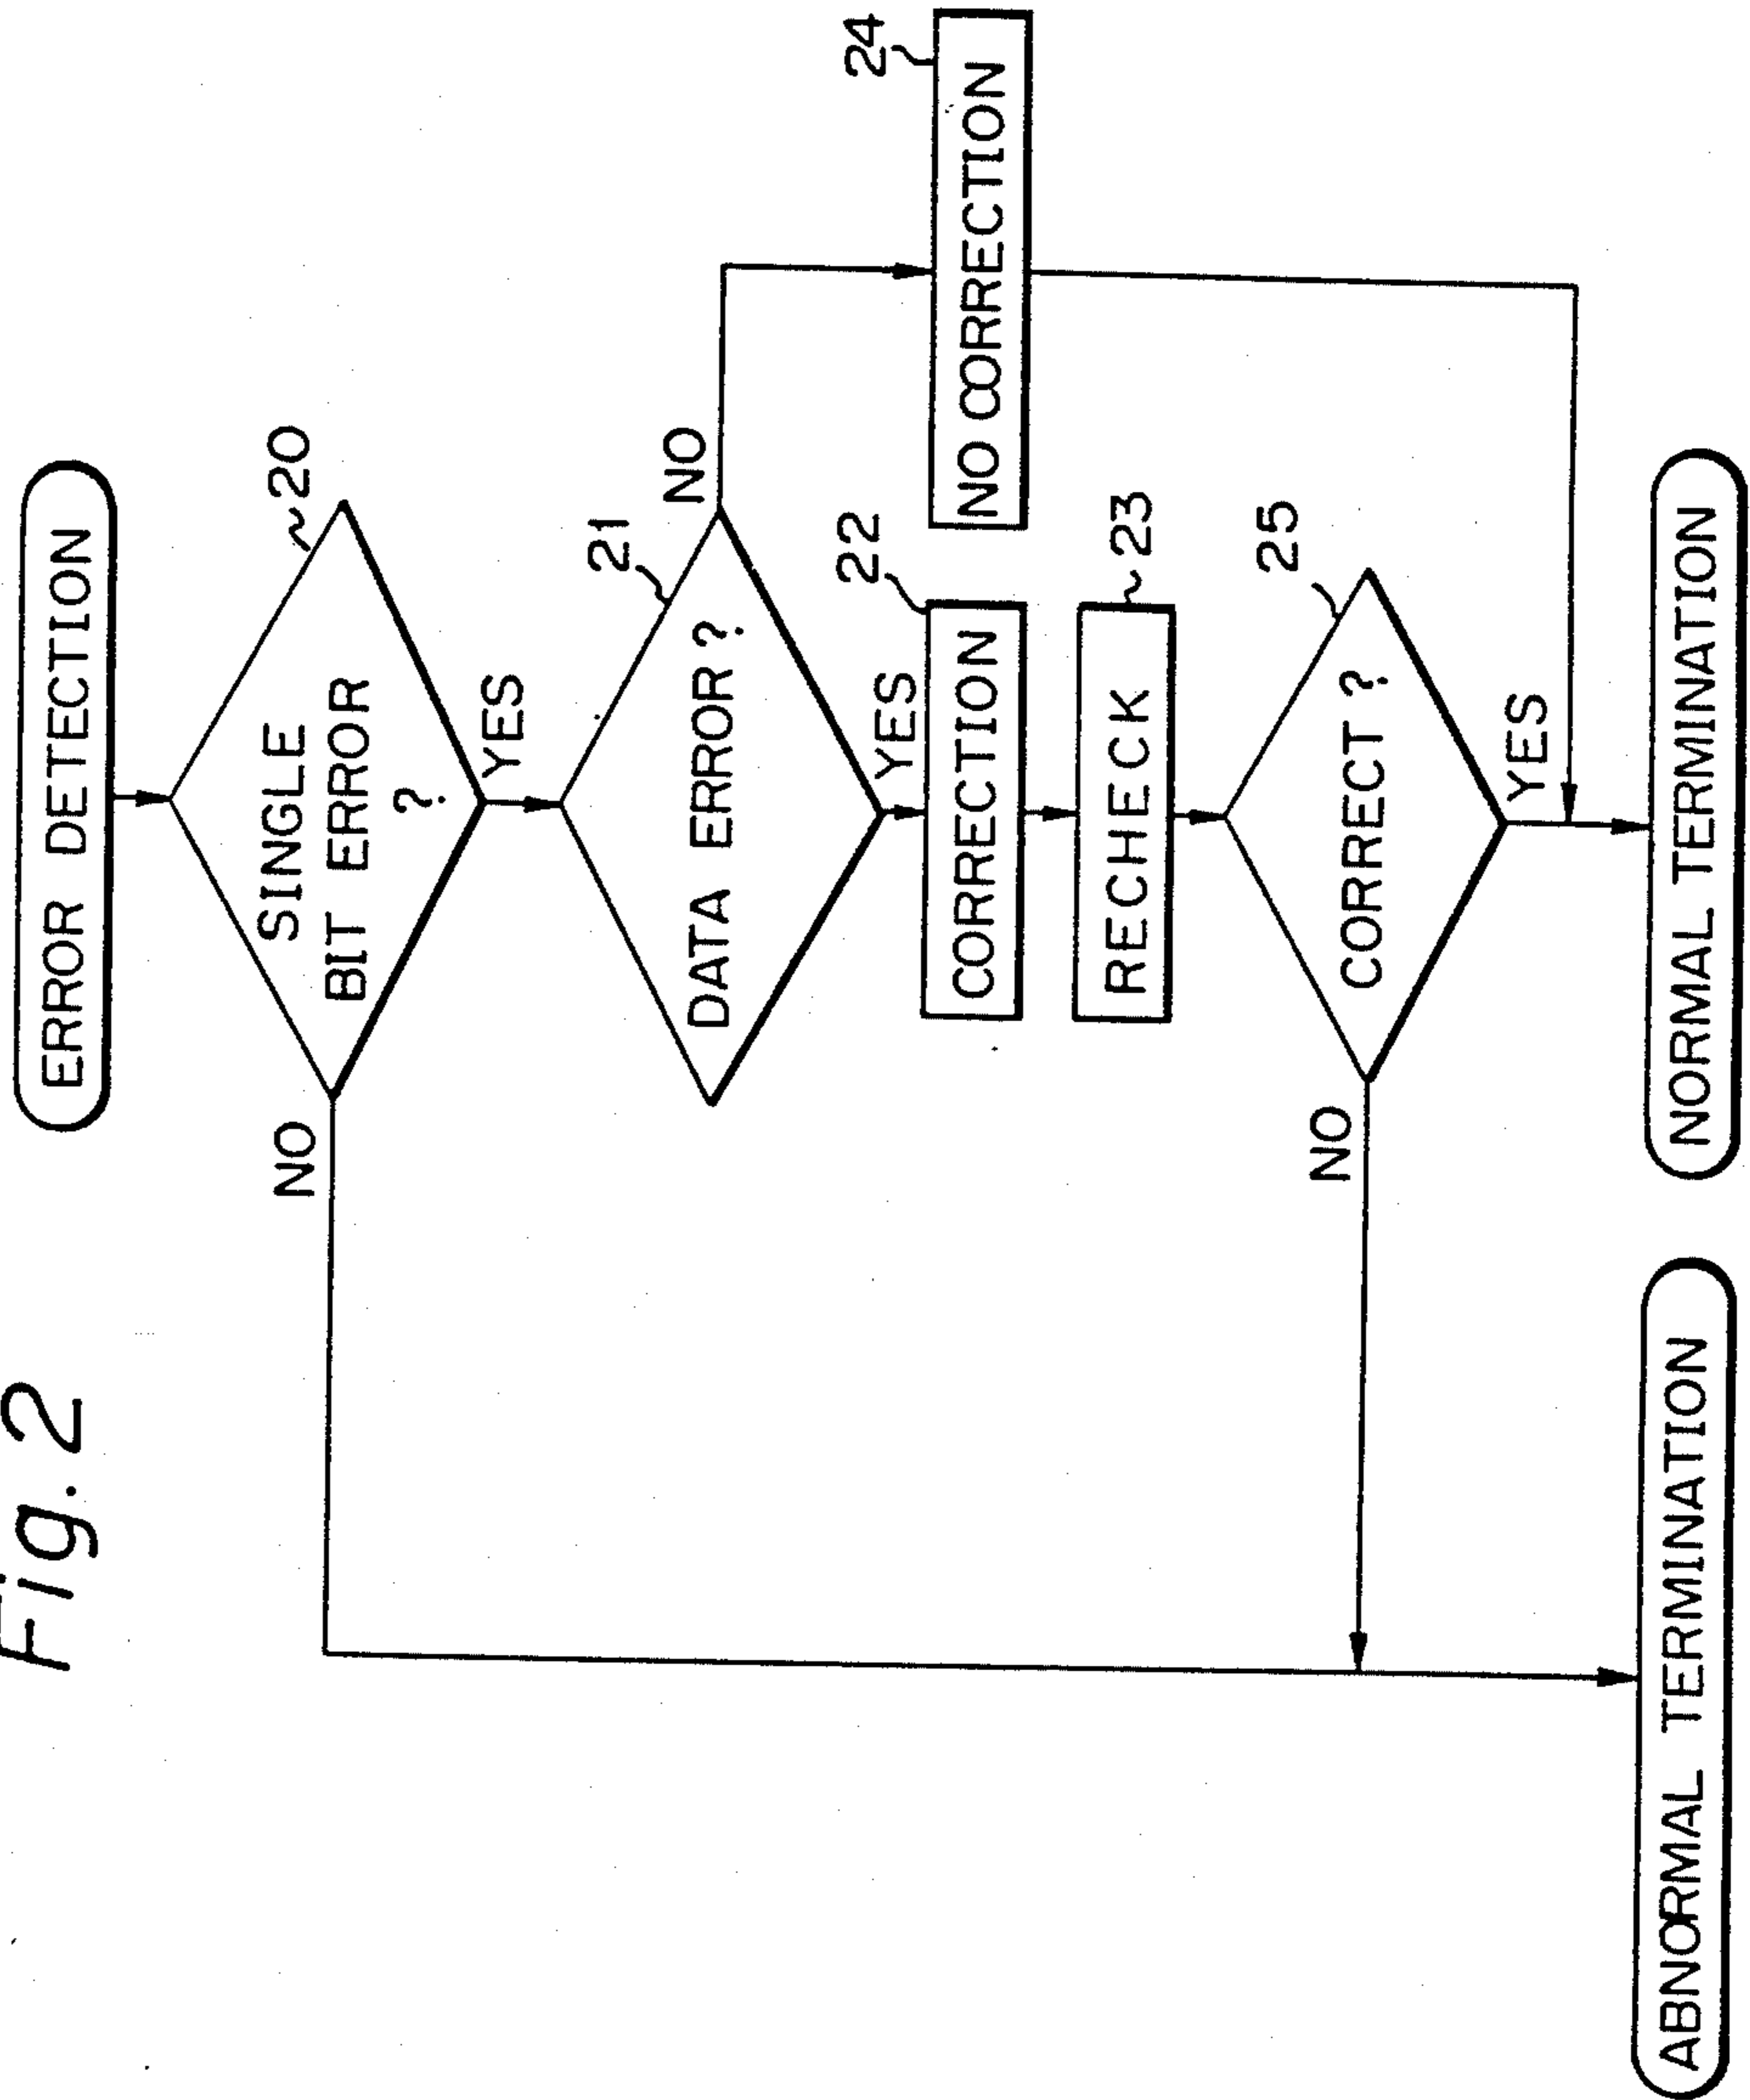 Fig. 2
ERROR DETECTION
SINGLE
BIT ERROR
?
20
NO
YES
DATA ERROR?
21
NO
YES
CORRECTION
22
NO CORRECTION
24
RECHECK
23
CORRECT?
25
NO
YES
ABNORMAL TERMINATION
NORMAL TERMINATION